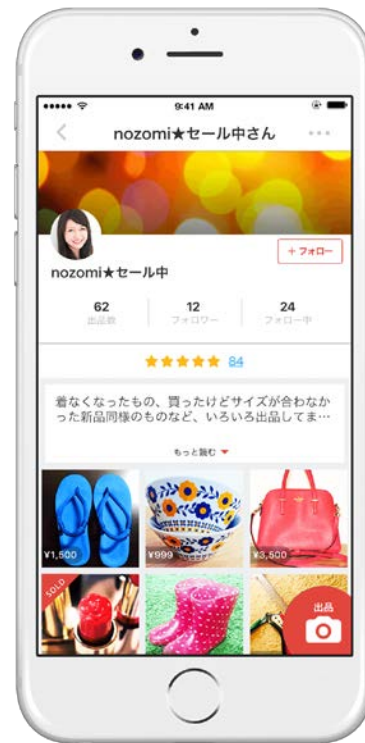 9:41 AM
nozomi★セール中さん
+ フォロー
nozomi★セール中
62
12
24
出品数
フォロワー
フォロー中
84
着なくなったもの、買ったけどサイズが合わなか
った新品同様のものなど、いろいろ出品してま…
もっと読む
¥1,500
¥999
¥3,500
SOLD
出品